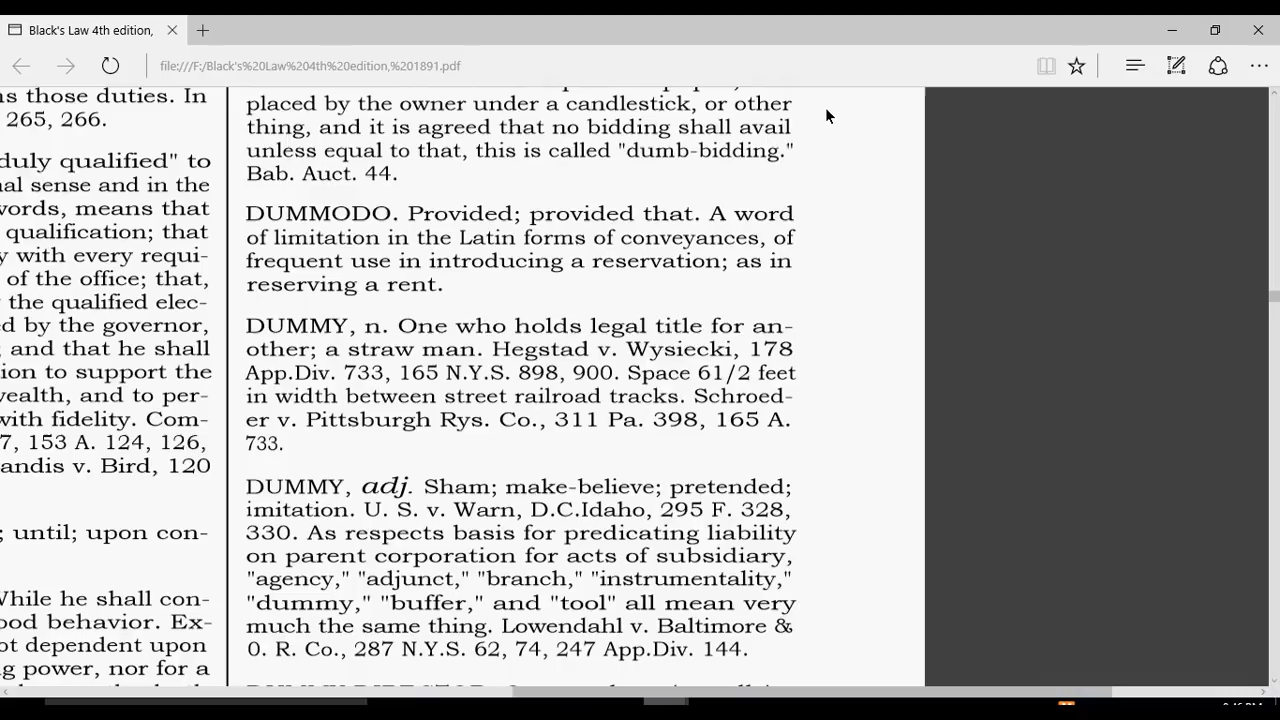 Black's Law 4th edition,
file:///F:/Black's%20Law%204th%20edition,%201891.pdf
ns those duties. In
265, 266.
duly qualified" to
nal sense and in the
words, means that
qualification; that
y with every requi-
of the office; that,
the qualified elec-
ed by the governor,
; and that he shall
ion to support the
wealth, and to per-
with fidelity. Com-
7, 153 A. 124, 126,
andis v. Bird, 120
; until; upon con-
While he shall con-
ood behavior. Ex-
ot dependent upon
g power, nor for a
placed by the owner under a candlestick, or other
thing, and it is agreed that no bidding shall avail
unless equal to that, this is called "dumb-bidding."
Bab. Auct. 44.
DUMMODO. Provided; provided that. A word
of limitation in the Latin forms of conveyances, of
frequent use in introducing a reservation; as in
reserving a rent.
DUMMY, n. One who holds legal title for an-
other; a straw man. Hegstad v. Wysiecki, 178
App.Div. 733, 165 N.Y.S. 898, 900. Space 61/2 feet
in width between street railroad tracks. Schroed-
er v. Pittsburgh Rys. Co., 311 Pa. 398, 165 A.
733.
DUMMY, adj. Sham; make-believe; pretended;
imitation. U. S. v. Warn, D.C.Idaho, 295 F. 328,
330. As respects basis for predicating liability
on parent corporation for acts of subsidiary,
"agency," "adjunct," "branch," "instrumentality,"
"dummy," "buffer," and "tool" all mean very
much the same thing. Lowendahl v. Baltimore &
0. R. Co., 287 N.Y.S. 62, 74, 247 App.Div. 144.